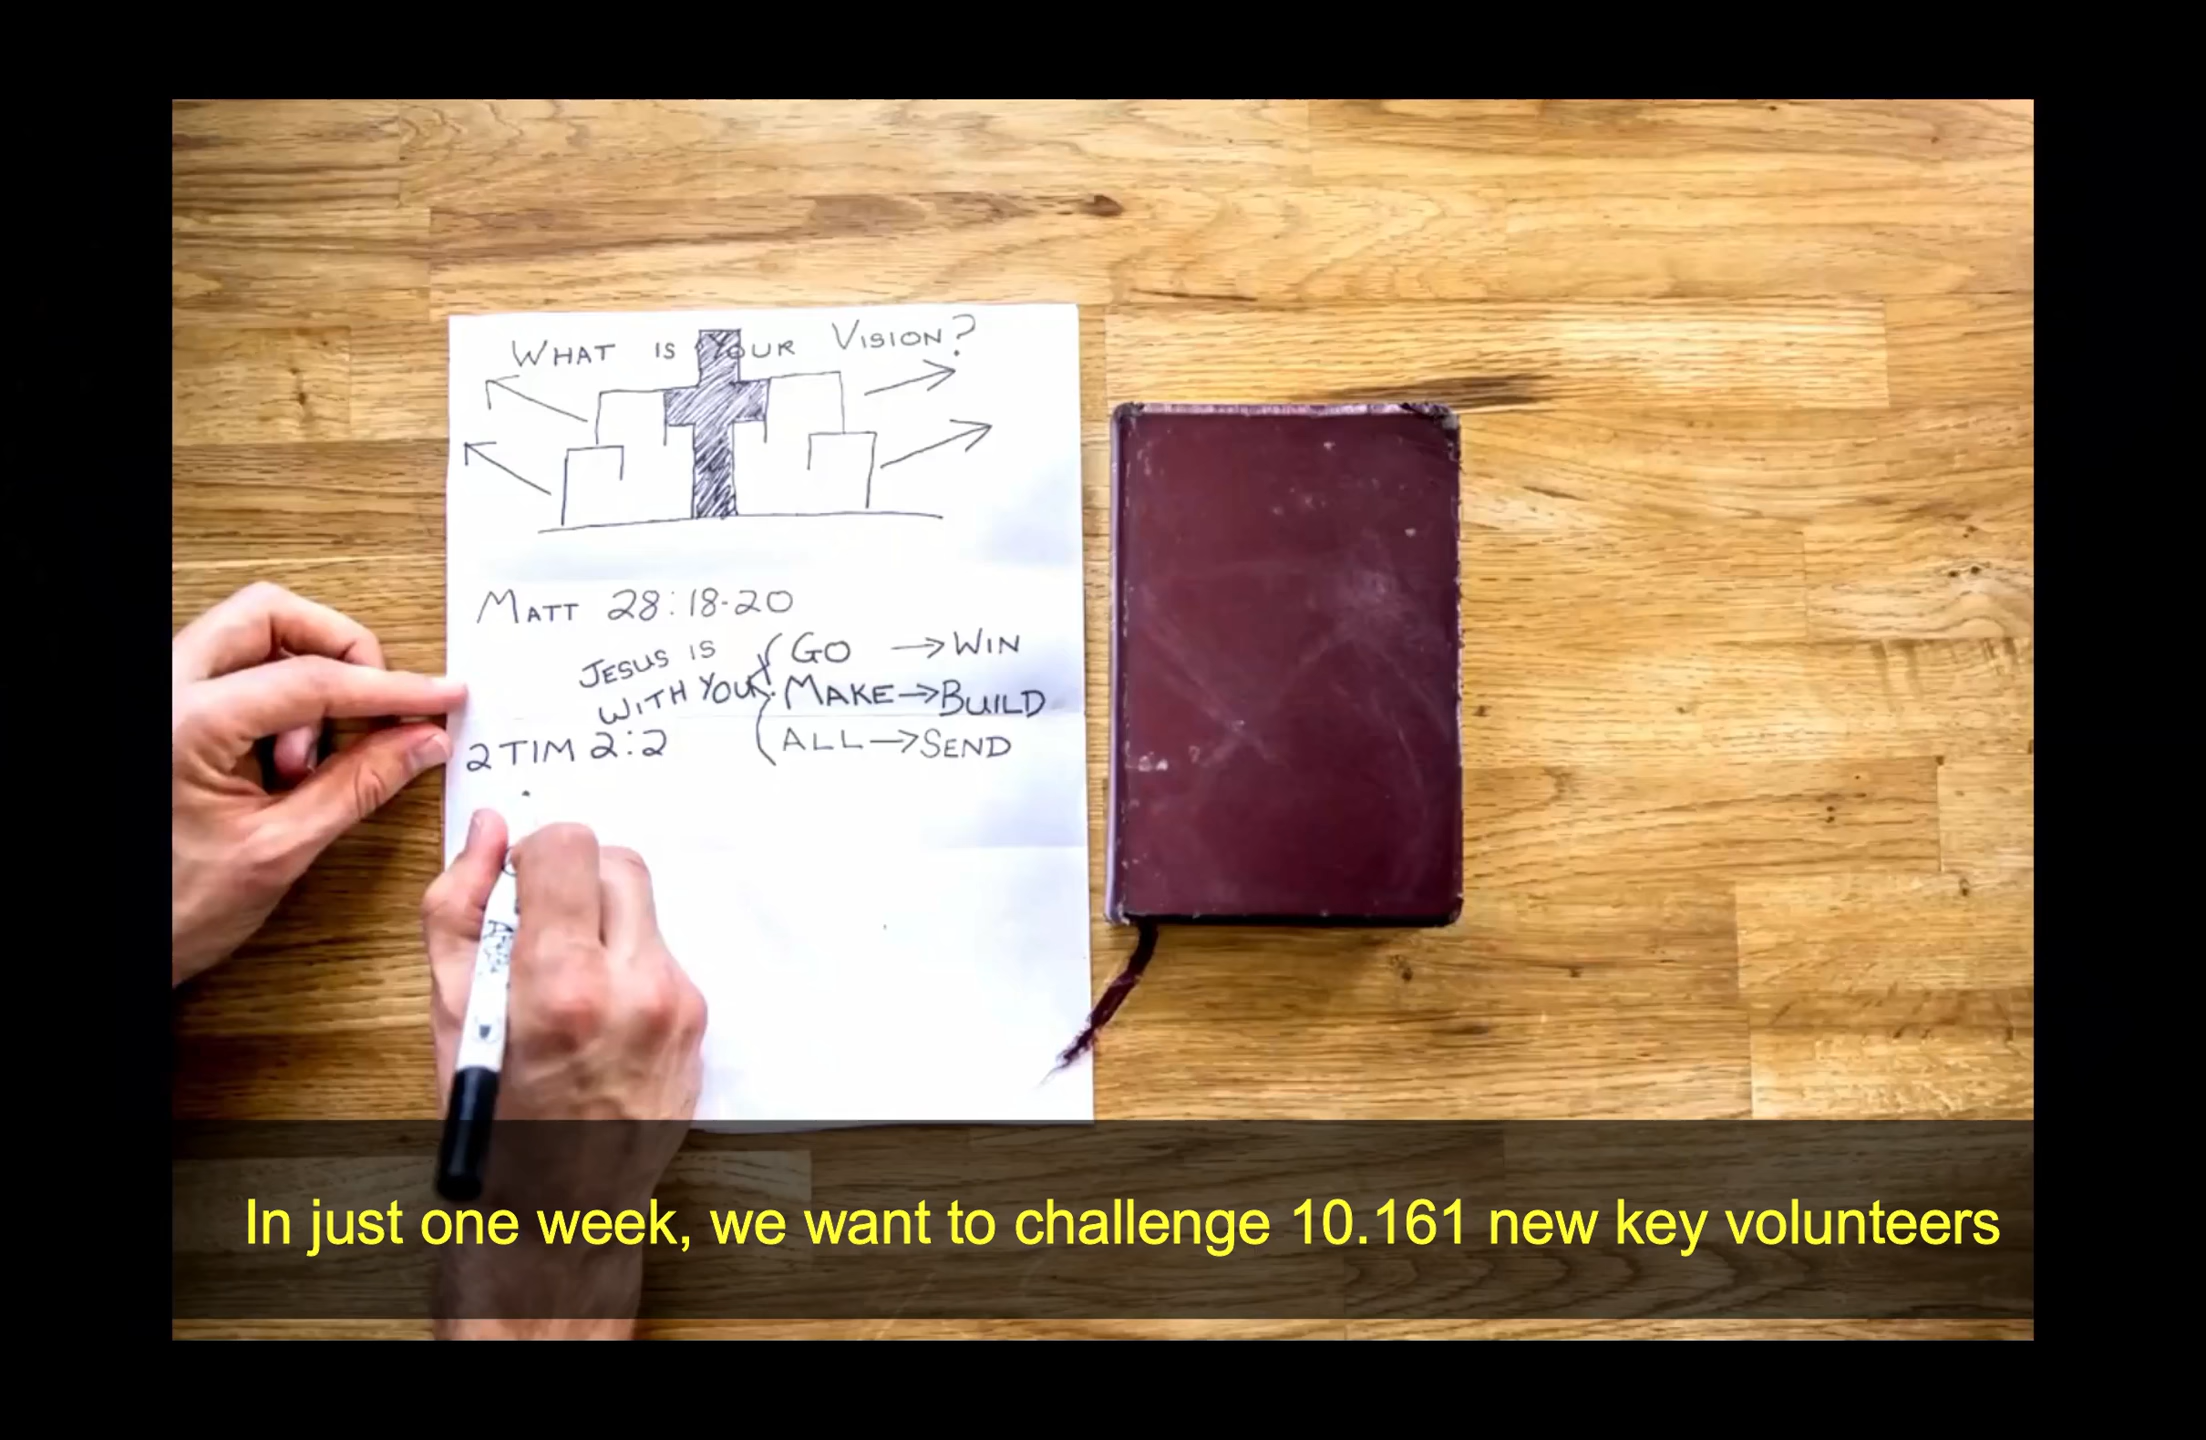 WHAT IS YOUR VISION?
MATT 28:18-20
JESUS IS
WITH YOU
GO → WIN
MAKE → BUILD
ALL → SEND
2 TIM 2:2
In just one week, we want to challenge 10.161 new key volunteers